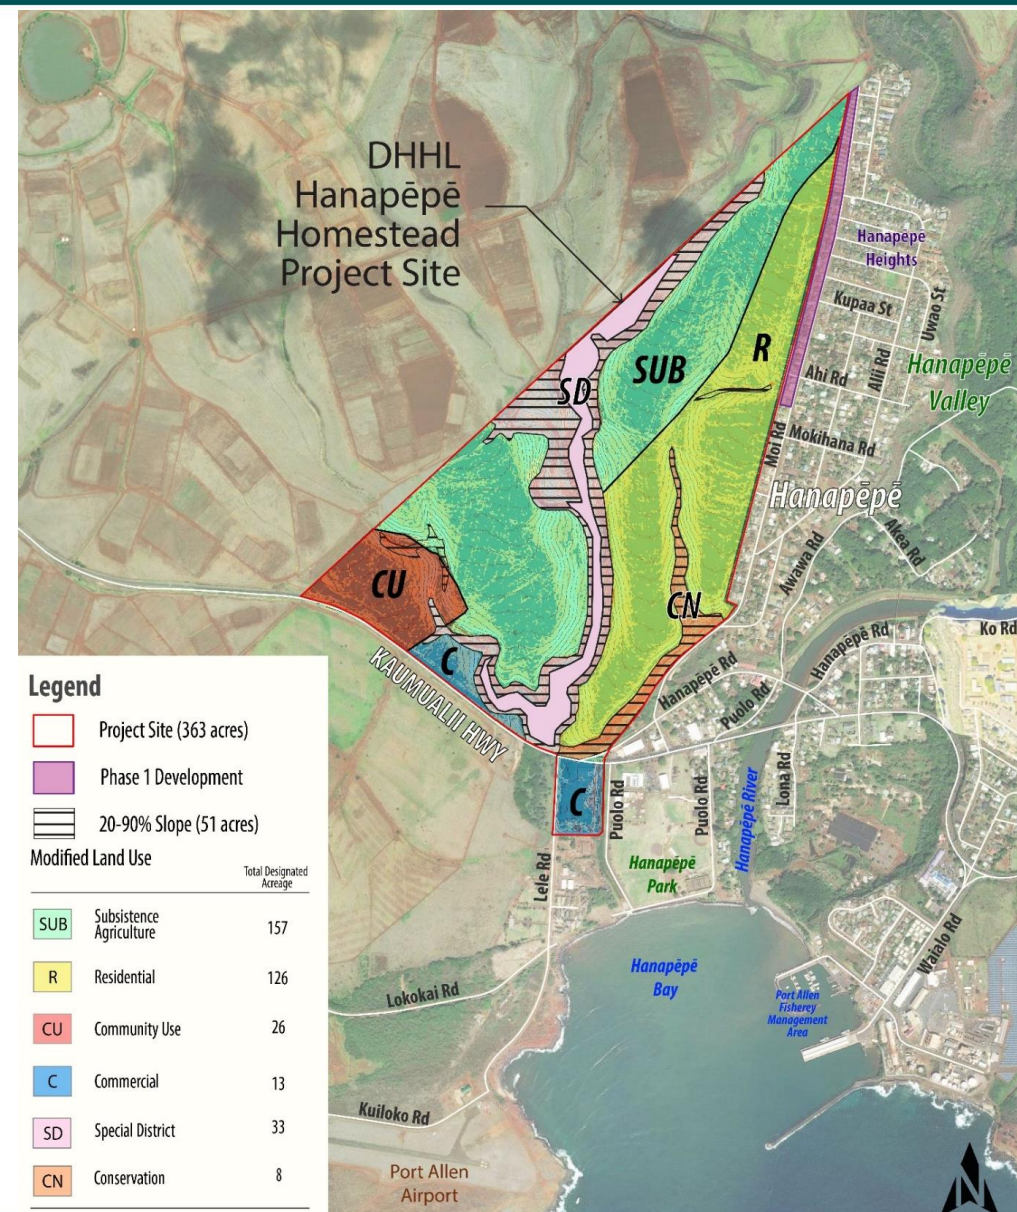 DHHL
Hanapēpē
Homestead
Project Site
Hanapēpē
Heights
Kupaa St
Uwao St
SUB
R
SD
Ahi Rd
Alii Rd
Hanapēpē
Valley
Moi Rd
Mokihana Rd
Hanapēpē
Awawa Rd
Akea Rd
CU
CN
Ko Rd
C
KAUMUALII HWY
Hanapēpē Rd
Puolo Rd
Hanapēpē Rd
C
Puolo Rd
Puolo Rd
Hanapēpē River
Lona Rd
Lele Rd
Hanapēpē
Park
Waialo Rd
Hanapēpē
Bay
Lokokai Rd
Port Allen
Fisherey
Management
Area
Kuiloko Rd
Port Allen
Airport
N
Legend
Project Site (363 acres)
Phase 1 Development
20-90% Slope (51 acres)
Modified Land Use
Total Designated
Acreage
SUB Subsistence
Agriculture 157
R Residential 126
CU Community Use 26
C Commercial 13
SD Special District 33
CN Conservation 8